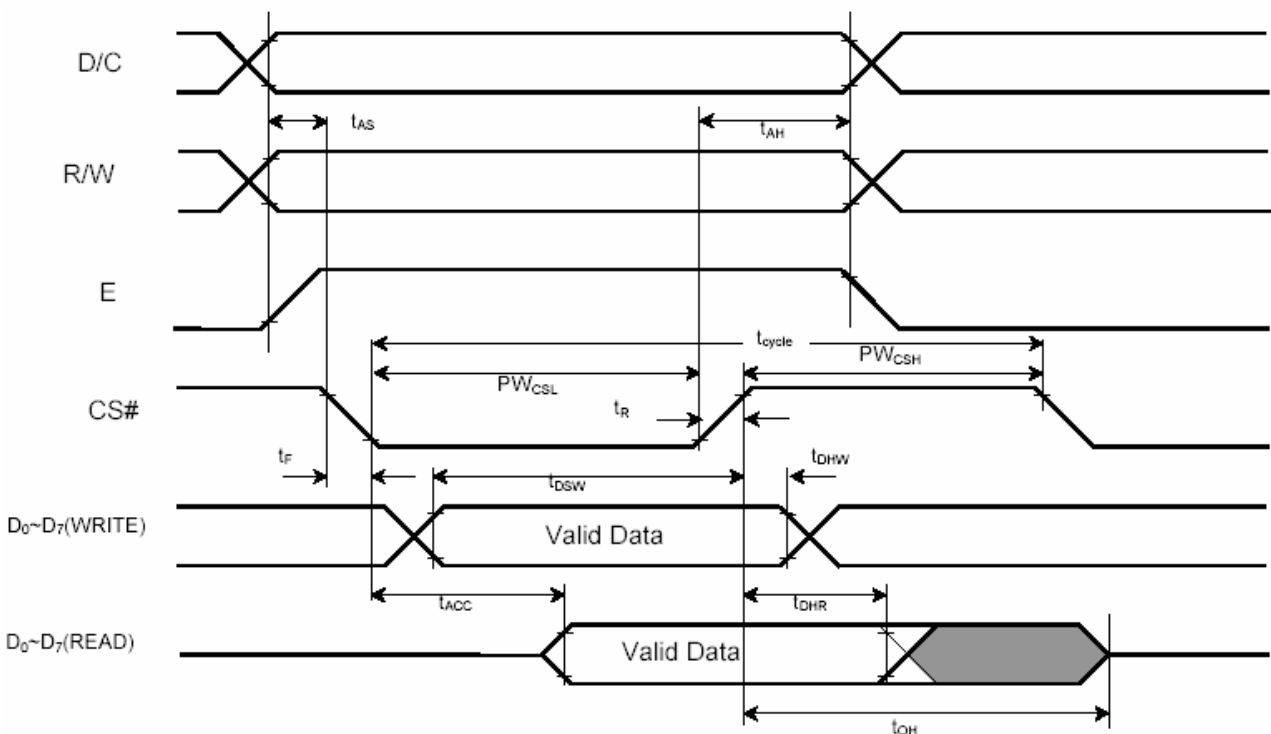 D/C
tAS
tAH
R/W
E
tcycle
PWCSL
PWCSH
CS#
tR
tF
tDSW
tDHW
D0~D7(WRITE)
Valid Data
tACC
tDHR
D0~D7(READ)
Valid Data
tOH